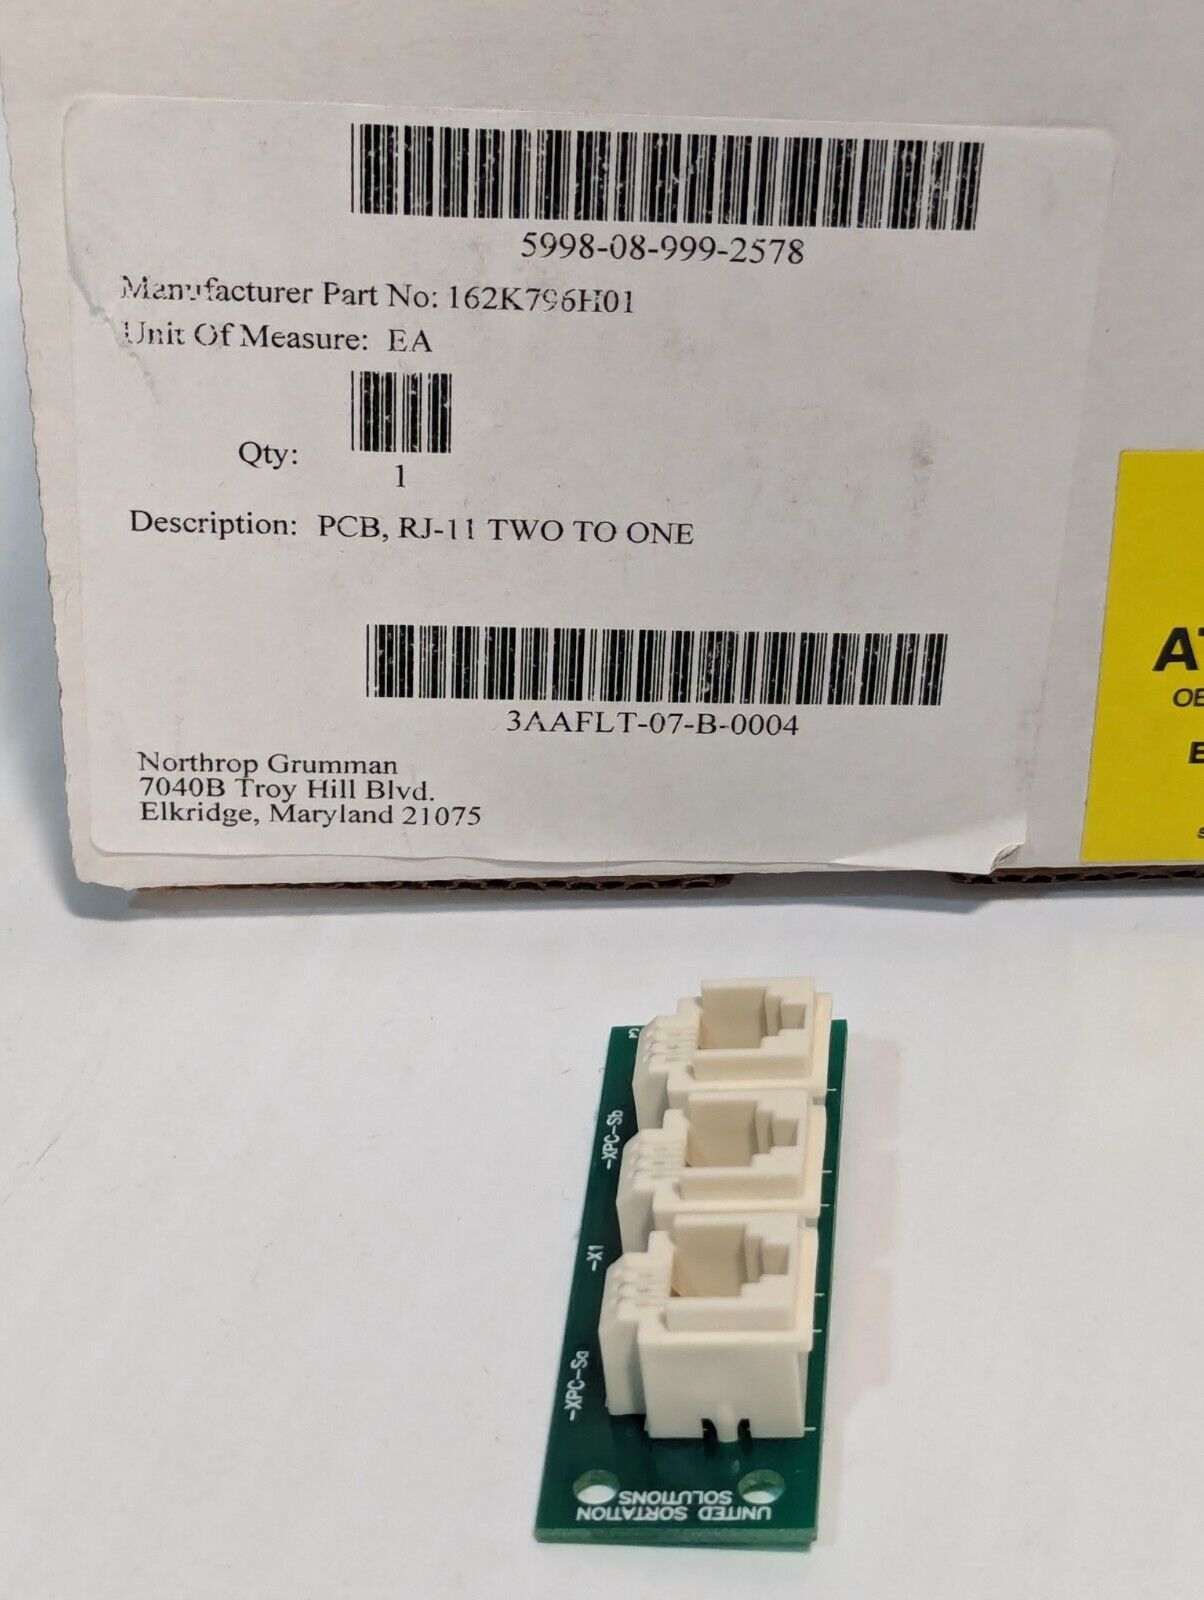 5998-08-999-2578
Manufacturer Part No: 162K796H01
Unit Of Measure: EA
Qty:
1
Description: PCB, RJ-11 TWO TO ONE
3AAFLT-07-B-0004
Northrop Grumman
7040B Troy Hill Blvd.
Elkridge, Maryland 21075
-XPC-Sb
-X1
-XPC-Sa
UNITED SORTATION
SOLUTIONS